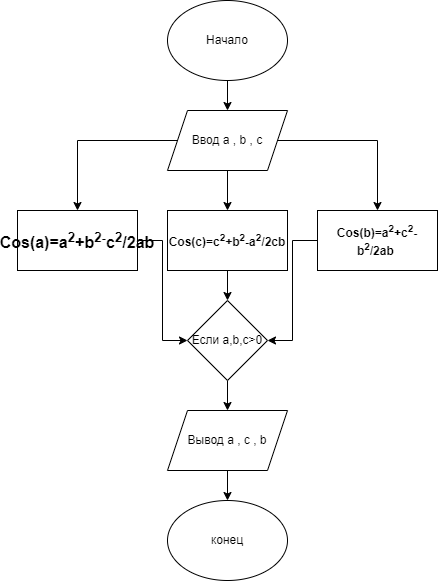 Начало
Ввод a , b , c
Cos(a)=a²+b²⁻c²/2ab
Cos(c)=c²+b²-a²/2cb
Cos(b)=a²+c²-
b²/2ab
Если a,b,c>0
Вывод a , c , b
конец